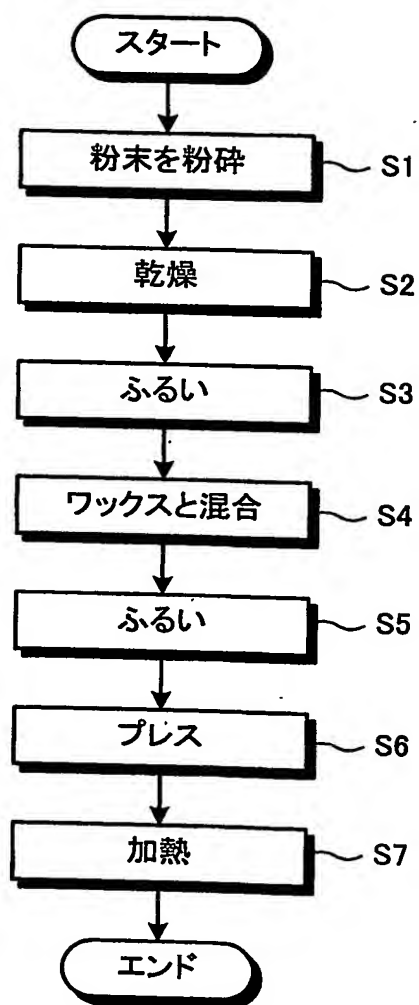 スタート
粉末を粉砕 S1
乾燥 S2
ふるい S3
ワックスと混合 S4
ふるい S5
プレス S6
加熱 S7
エンド